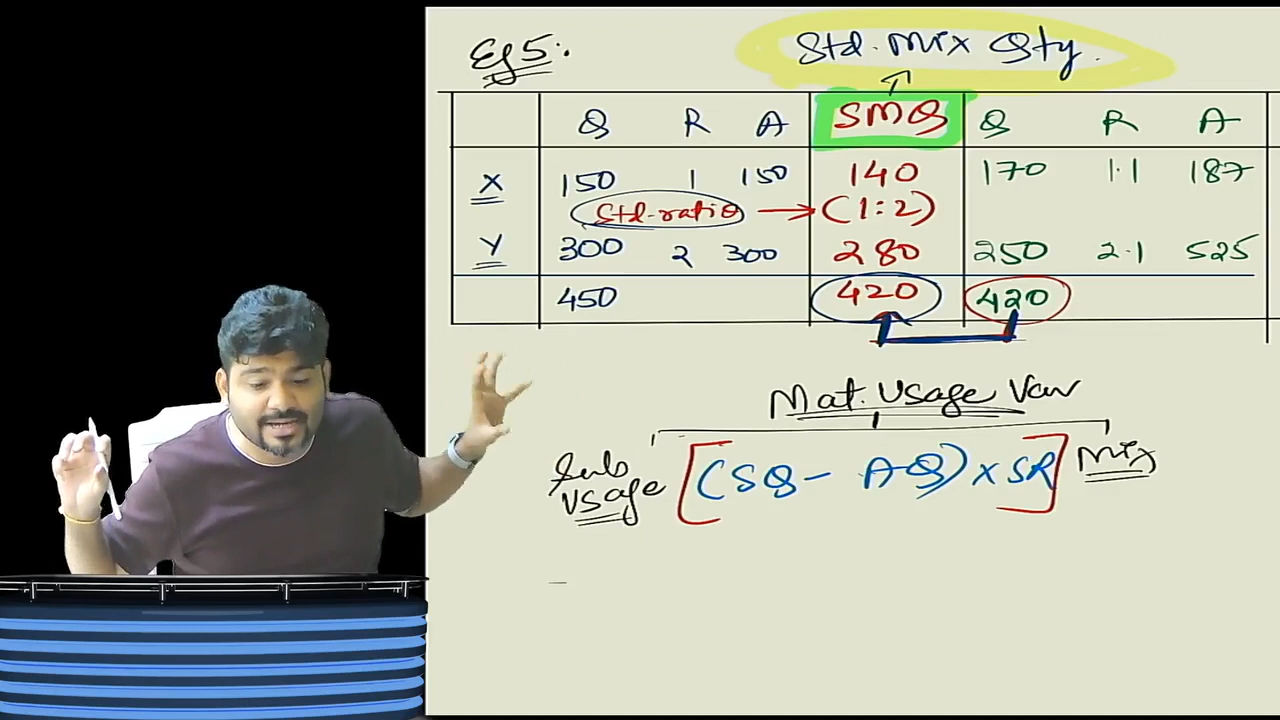 Eg 5:.
Std. Mix Qty.
Q R A SMQ Q R A
X 150 1 150 140 170 1.1 187
Std-ratio → (1:2)
Y 300 2 300 280 250 2.1 525
450 420 420
Mat. Usage Var
Sub Usage [(SQ - AQ) x SR] Mix